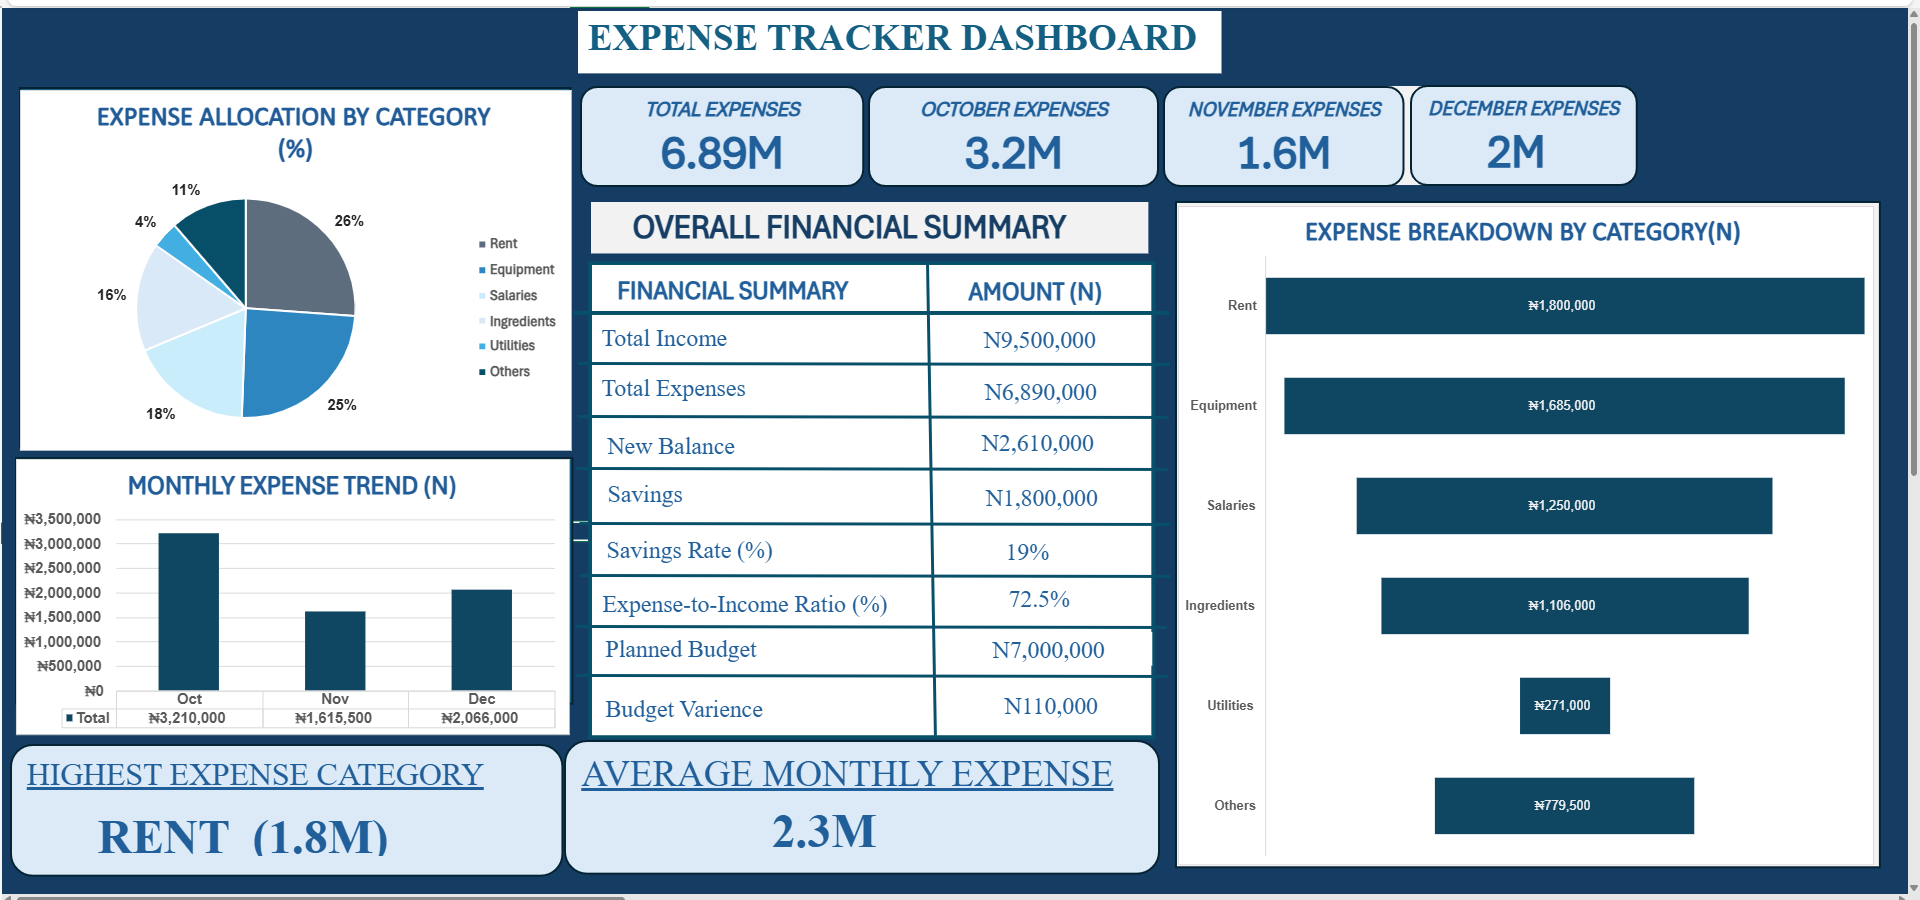 EXPENSE TRACKER DASHBOARD
EXPENSE ALLOCATION BY CATEGORY
(%)
11%
4%
26%
16%
18%
25%
Rent
Equipment
Salaries
Ingredients
Utilities
Others
TOTAL EXPENSES
6.89M
OCTOBER EXPENSES
3.2M
NOVEMBER EXPENSES
1.6M
DECEMBER EXPENSES
2M
MONTHLY EXPENSE TREND (N)
₦3,500,000
₦3,000,000
₦2,500,000
₦2,000,000
₦1,500,000
₦1,000,000
₦500,000
₦0
Oct Nov Dec
Total ₦3,210,000 ₦1,615,500 ₦2,066,000
OVERALL FINANCIAL SUMMARY
FINANCIAL SUMMARY AMOUNT (N)
Total Income N9,500,000
Total Expenses N6,890,000
New Balance N2,610,000
Savings N1,800,000
Savings Rate (%) 19%
Expense-to-Income Ratio (%) 72.5%
Planned Budget N7,000,000
Budget Varience N110,000
EXPENSE BREAKDOWN BY CATEGORY(N)
Rent ₦1,800,000
Equipment ₦1,685,000
Salaries ₦1,250,000
Ingredients ₦1,106,000
Utilities ₦271,000
Others ₦779,500
HIGHEST EXPENSE CATEGORY
RENT (1.8M)
AVERAGE MONTHLY EXPENSE
2.3M